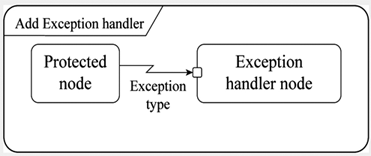 Add Exception handler
Protected
node
Exception
type
Exception
handler node